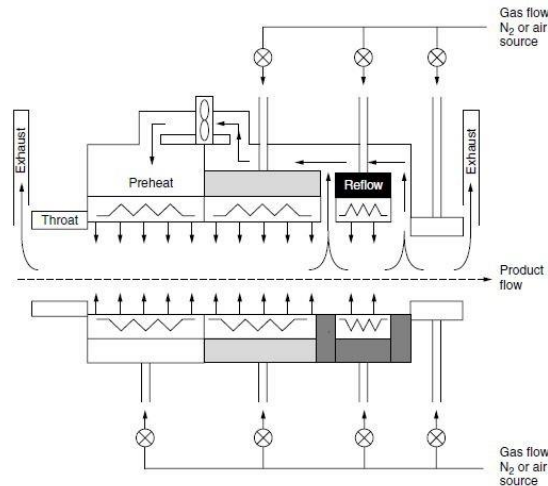 Gas flow
N₂ or air
source
Exhaust
Exhaust
Preheat
Reflow
Throat
Product
flow
Gas flow
N₂ or air
source